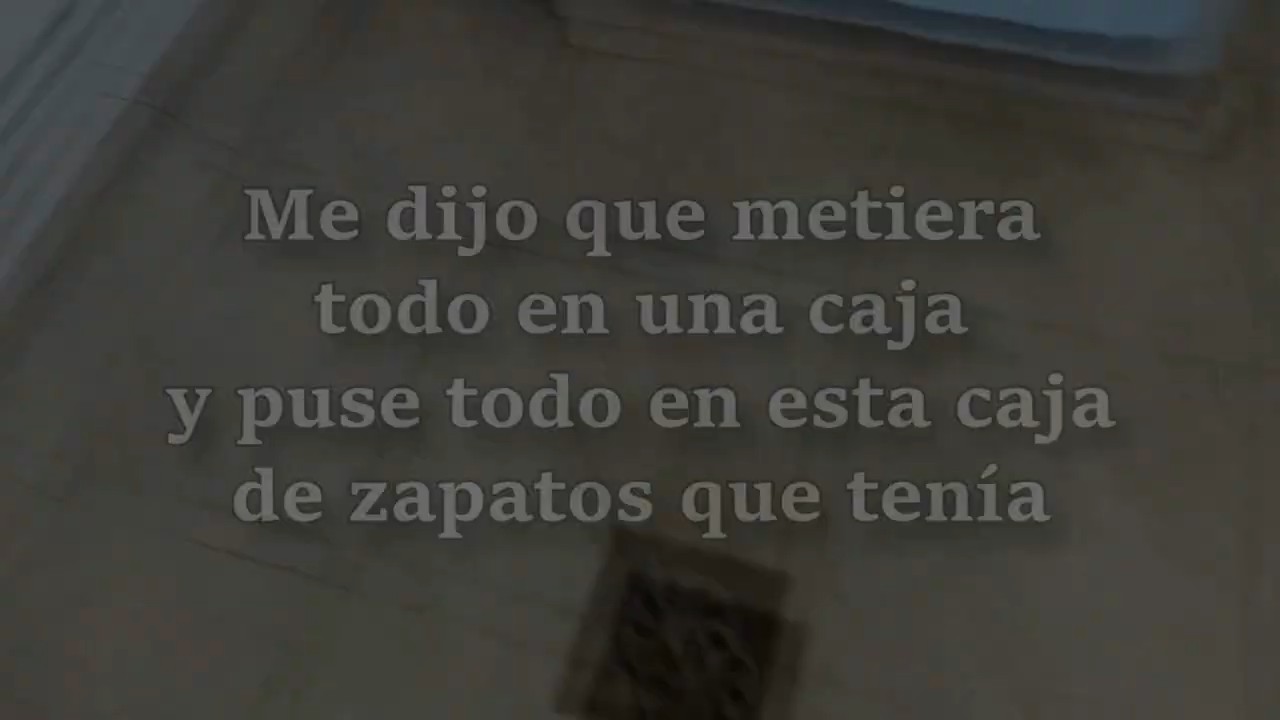 Me dijo que metiera
todo en una caja
y puse todo en esta caja
de zapatos que tenía